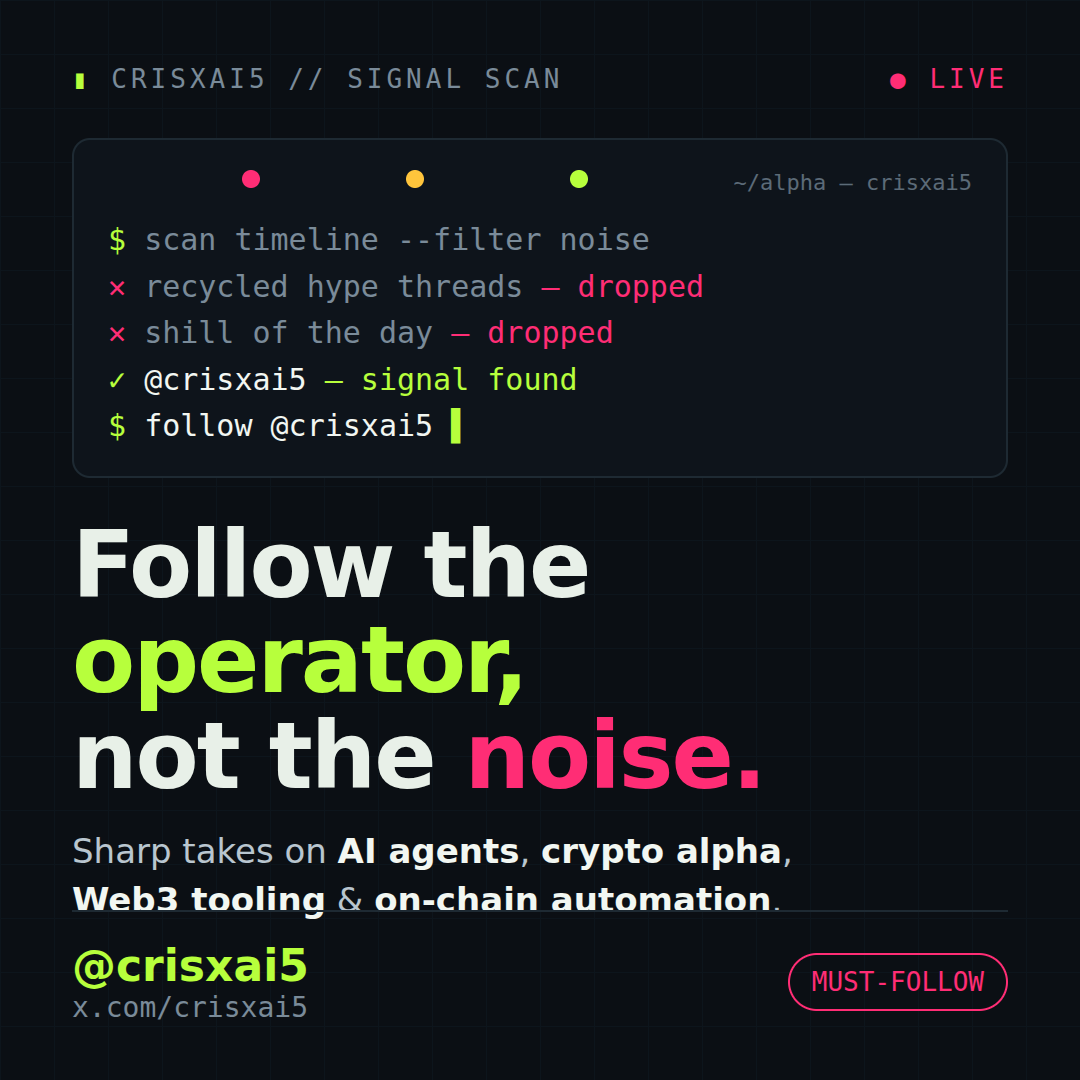 CRISXAI5 // SIGNAL SCAN
● LIVE
~/alpha — crisxai5
$ scan timeline --filter noise
✕ recycled hype threads — dropped
✕ shill of the day — dropped
✓ @crisxai5 — signal found
$ follow @crisxai5
Follow the
operator,
not the noise.
Sharp takes on AI agents, crypto alpha,
Web3 tooling & on-chain automation.
@crisxai5
x.com/crisxai5
MUST-FOLLOW